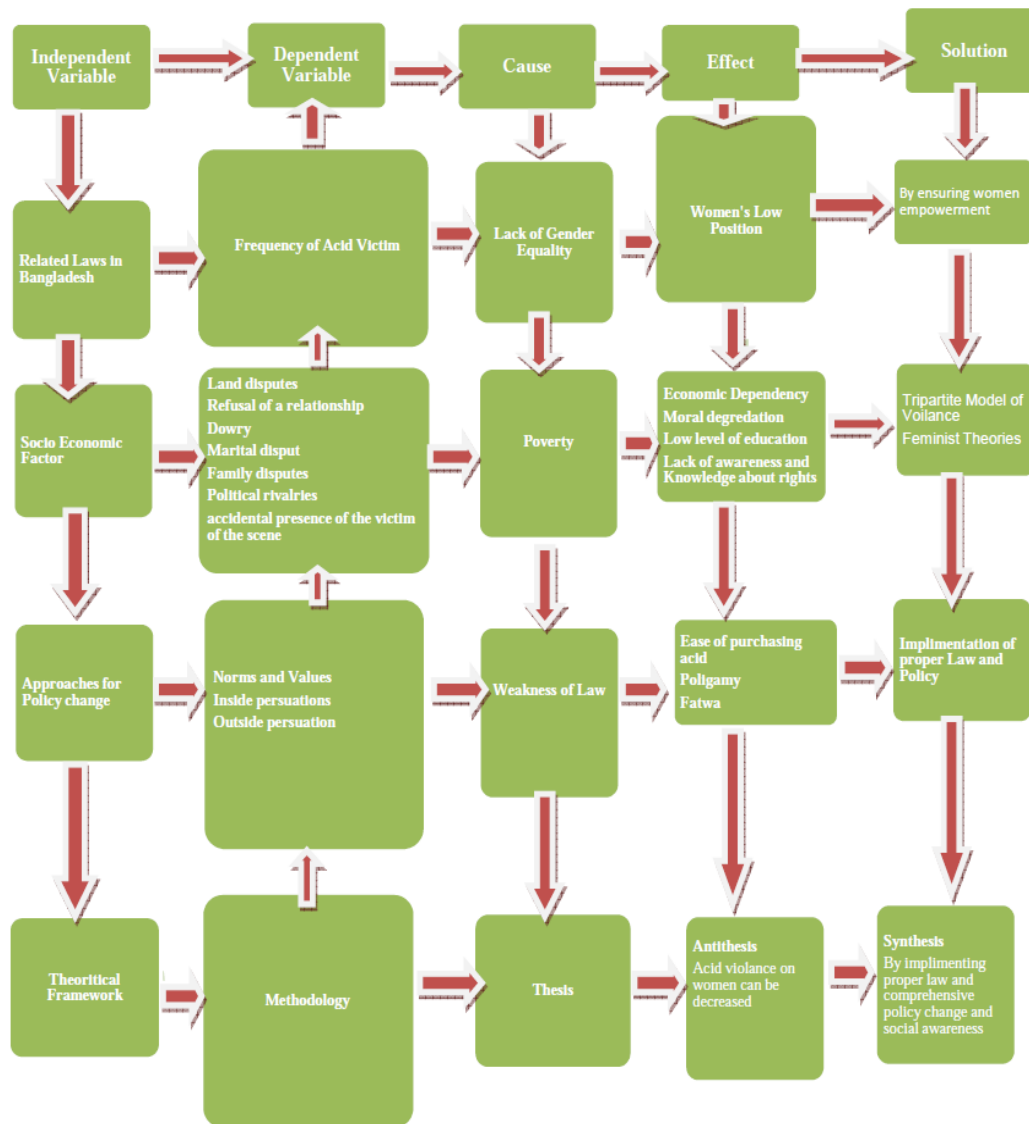 Independent
Variable
Dependent
Variable
Cause
Effect
Solution
Related Laws in
Bangladesh
Frequency of Acid Victim
Lack of Gender
Equality
Women's Low
Position
By ensuring women
empowerment
Socio Economic
Factor
Land disputes
Refusal of a relationship
Dowry
Marital disput
Family disputes
Political rivalries
accidental presence of the victim
of the scene
Poverty
Economic Dependency
Moral degredation
Low level of education
Lack of awareness and
Knowledge about rights
Tripartite Model of
Voilance
Feminist Theories
Approaches for
Policy change
Norms and Values
Inside persuations
Outside persuation
Weakness of Law
Ease of purchasing
acid
Poligamy
Fatwa
Implimentation of
proper Law and
Policy
Theoritical
Framework
Methodology
Thesis
Antithesis
Acid violance on
women can be
decreased
Synthesis
By implimenting
proper law and
comprehensive
policy change and
social awareness